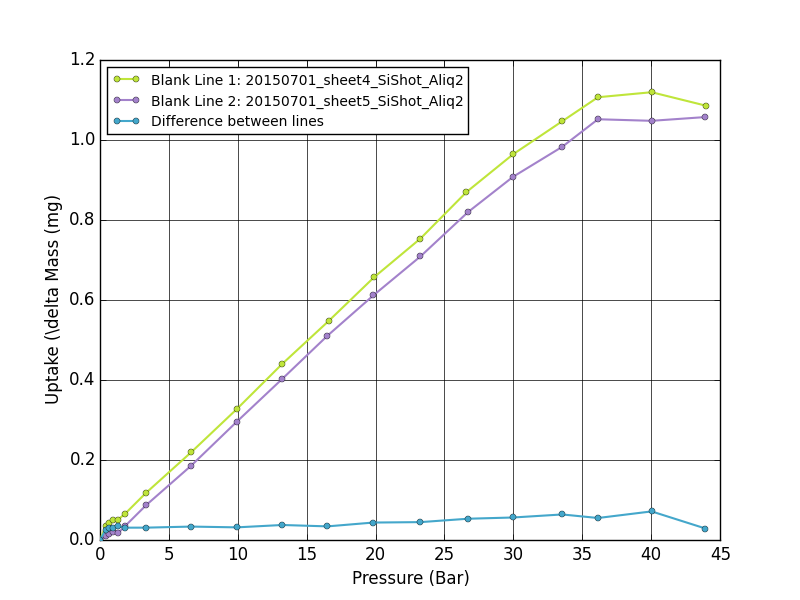 Blank Line 1: 20150701_sheet4_SiShot_Aliq2
Blank Line 2: 20150701_sheet5_SiShot_Aliq2
Difference between lines
1.2
1.0
0.8
0.6
0.4
0.2
0.0
Uptake (\delta Mass (mg)
0 5 10 15 20 25 30 35 40 45
Pressure (Bar)